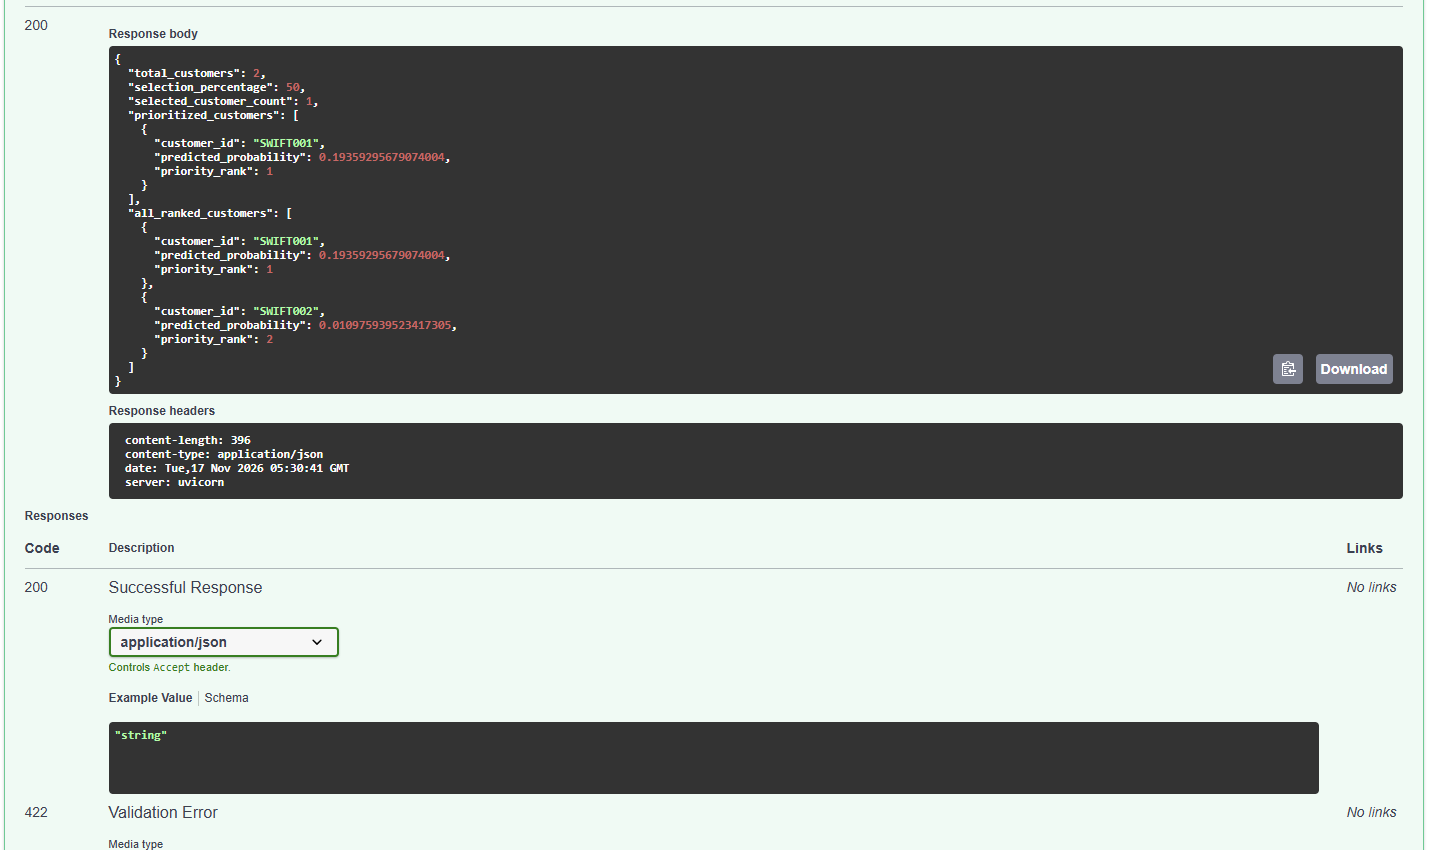 200
Response body
{
  "total_customers": 2,
  "selection_percentage": 50,
  "selected_customer_count": 1,
  "prioritized_customers": [
    {
      "customer_id": "SWIFT001",
      "predicted_probability": 0.19359295679074004,
      "priority_rank": 1
    }
  ],
  "all_ranked_customers": [
    {
      "customer_id": "SWIFT001",
      "predicted_probability": 0.19359295679074004,
      "priority_rank": 1
    },
    {
      "customer_id": "SWIFT002",
      "predicted_probability": 0.010975939523417305,
      "priority_rank": 2
    }
  ]
}
Download
Response headers
content-length: 396
content-type: application/json
date: Tue,17 Nov 2026 05:30:41 GMT
server: uvicorn
Responses
Code Description Links
200 Successful Response No links
Media type
application/json
Controls Accept header.
Example Value Schema
"string"
422 Validation Error No links
Media type